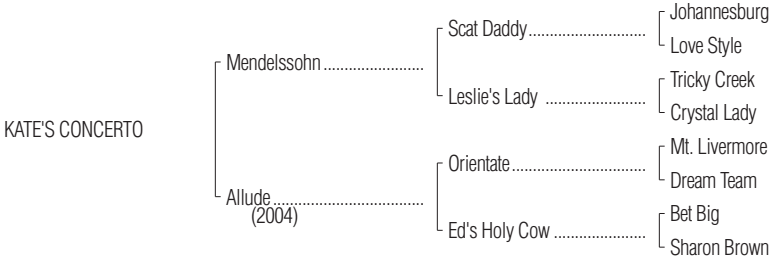 Johannesburg
Scat Daddy..............................
Love Style
Mendelssohn .........................
Tricky Creek
Leslie's Lady .........................
Crystal Lady
KATE'S CONCERTO
Mt. Livermore
Orientate.................................
Dream Team
Allude .....................................
(2004)
Bet Big
Ed's Holy Cow .......................
Sharon Brown